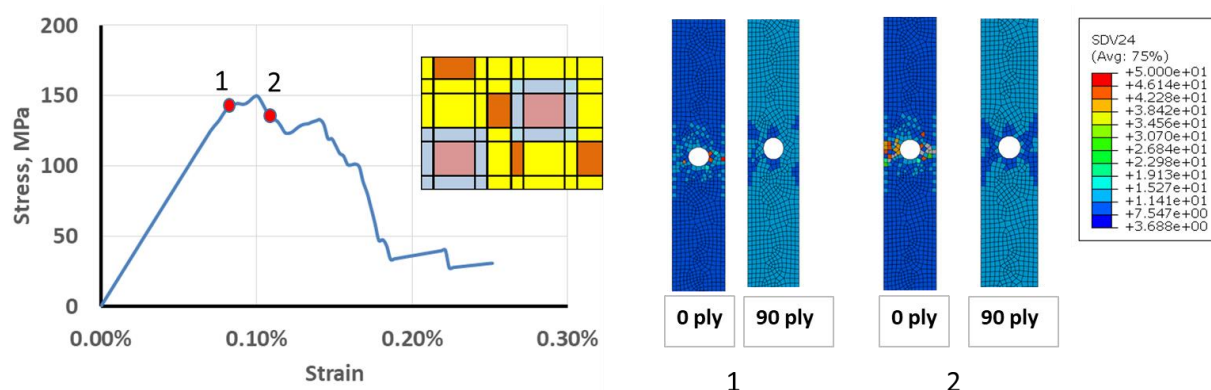 200
150
100
50
0
Stress, MPa
1
2
0.00%
0.10%
0.20%
0.30%
Strain
0 ply
90 ply
1
0 ply
90 ply
2
SDV24
(Avg: 75%)
+5.000e+01
+4.614e+01
+4.228e+01
+3.842e+01
+3.456e+01
+3.070e+01
+2.684e+01
+2.298e+01
+1.913e+01
+1.527e+01
+1.141e+01
+7.547e+00
+3.688e+00